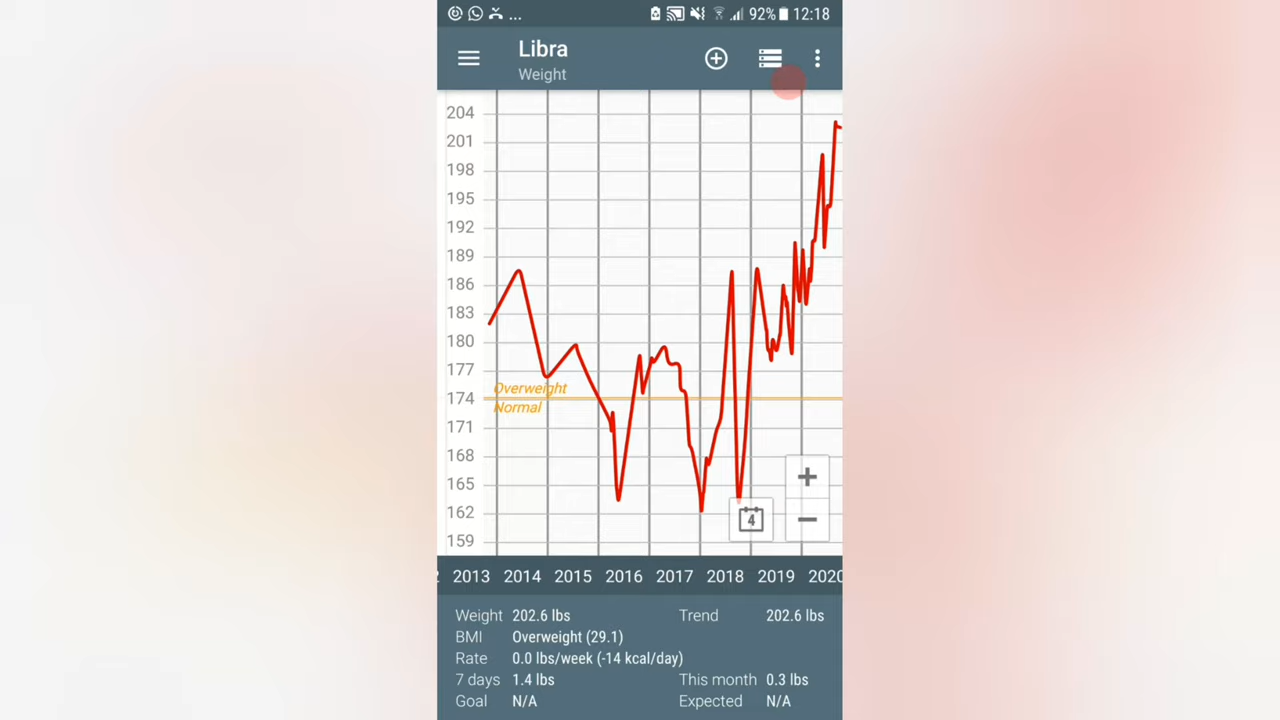 ... 92% 12:18
Libra
Weight
204
201
198
195
192
189
186
183
180
177
Overweight
174
Normal
171
168
165
162
159
4
+
−
2 2013 2014 2015 2016 2017 2018 2019 2020
Weight 202.6 lbs Trend 202.6 lbs
BMI Overweight (29.1)
Rate 0.0 lbs/week (-14 kcal/day)
7 days 1.4 lbs This month 0.3 lbs
Goal N/A Expected N/A